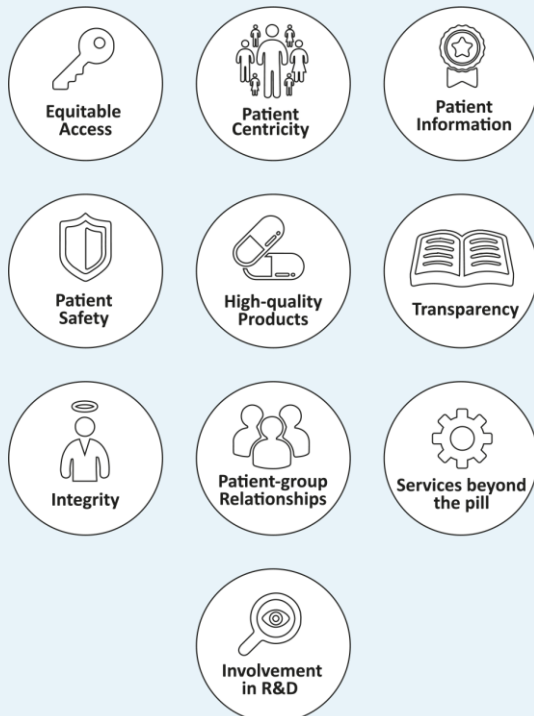 Equitable
Access
Patient
Centricity
Patient
Information
Patient
Safety
High-quality
Products
Transparency
Integrity
Patient-group
Relationships
Services beyond
the pill
Involvement
in R&D